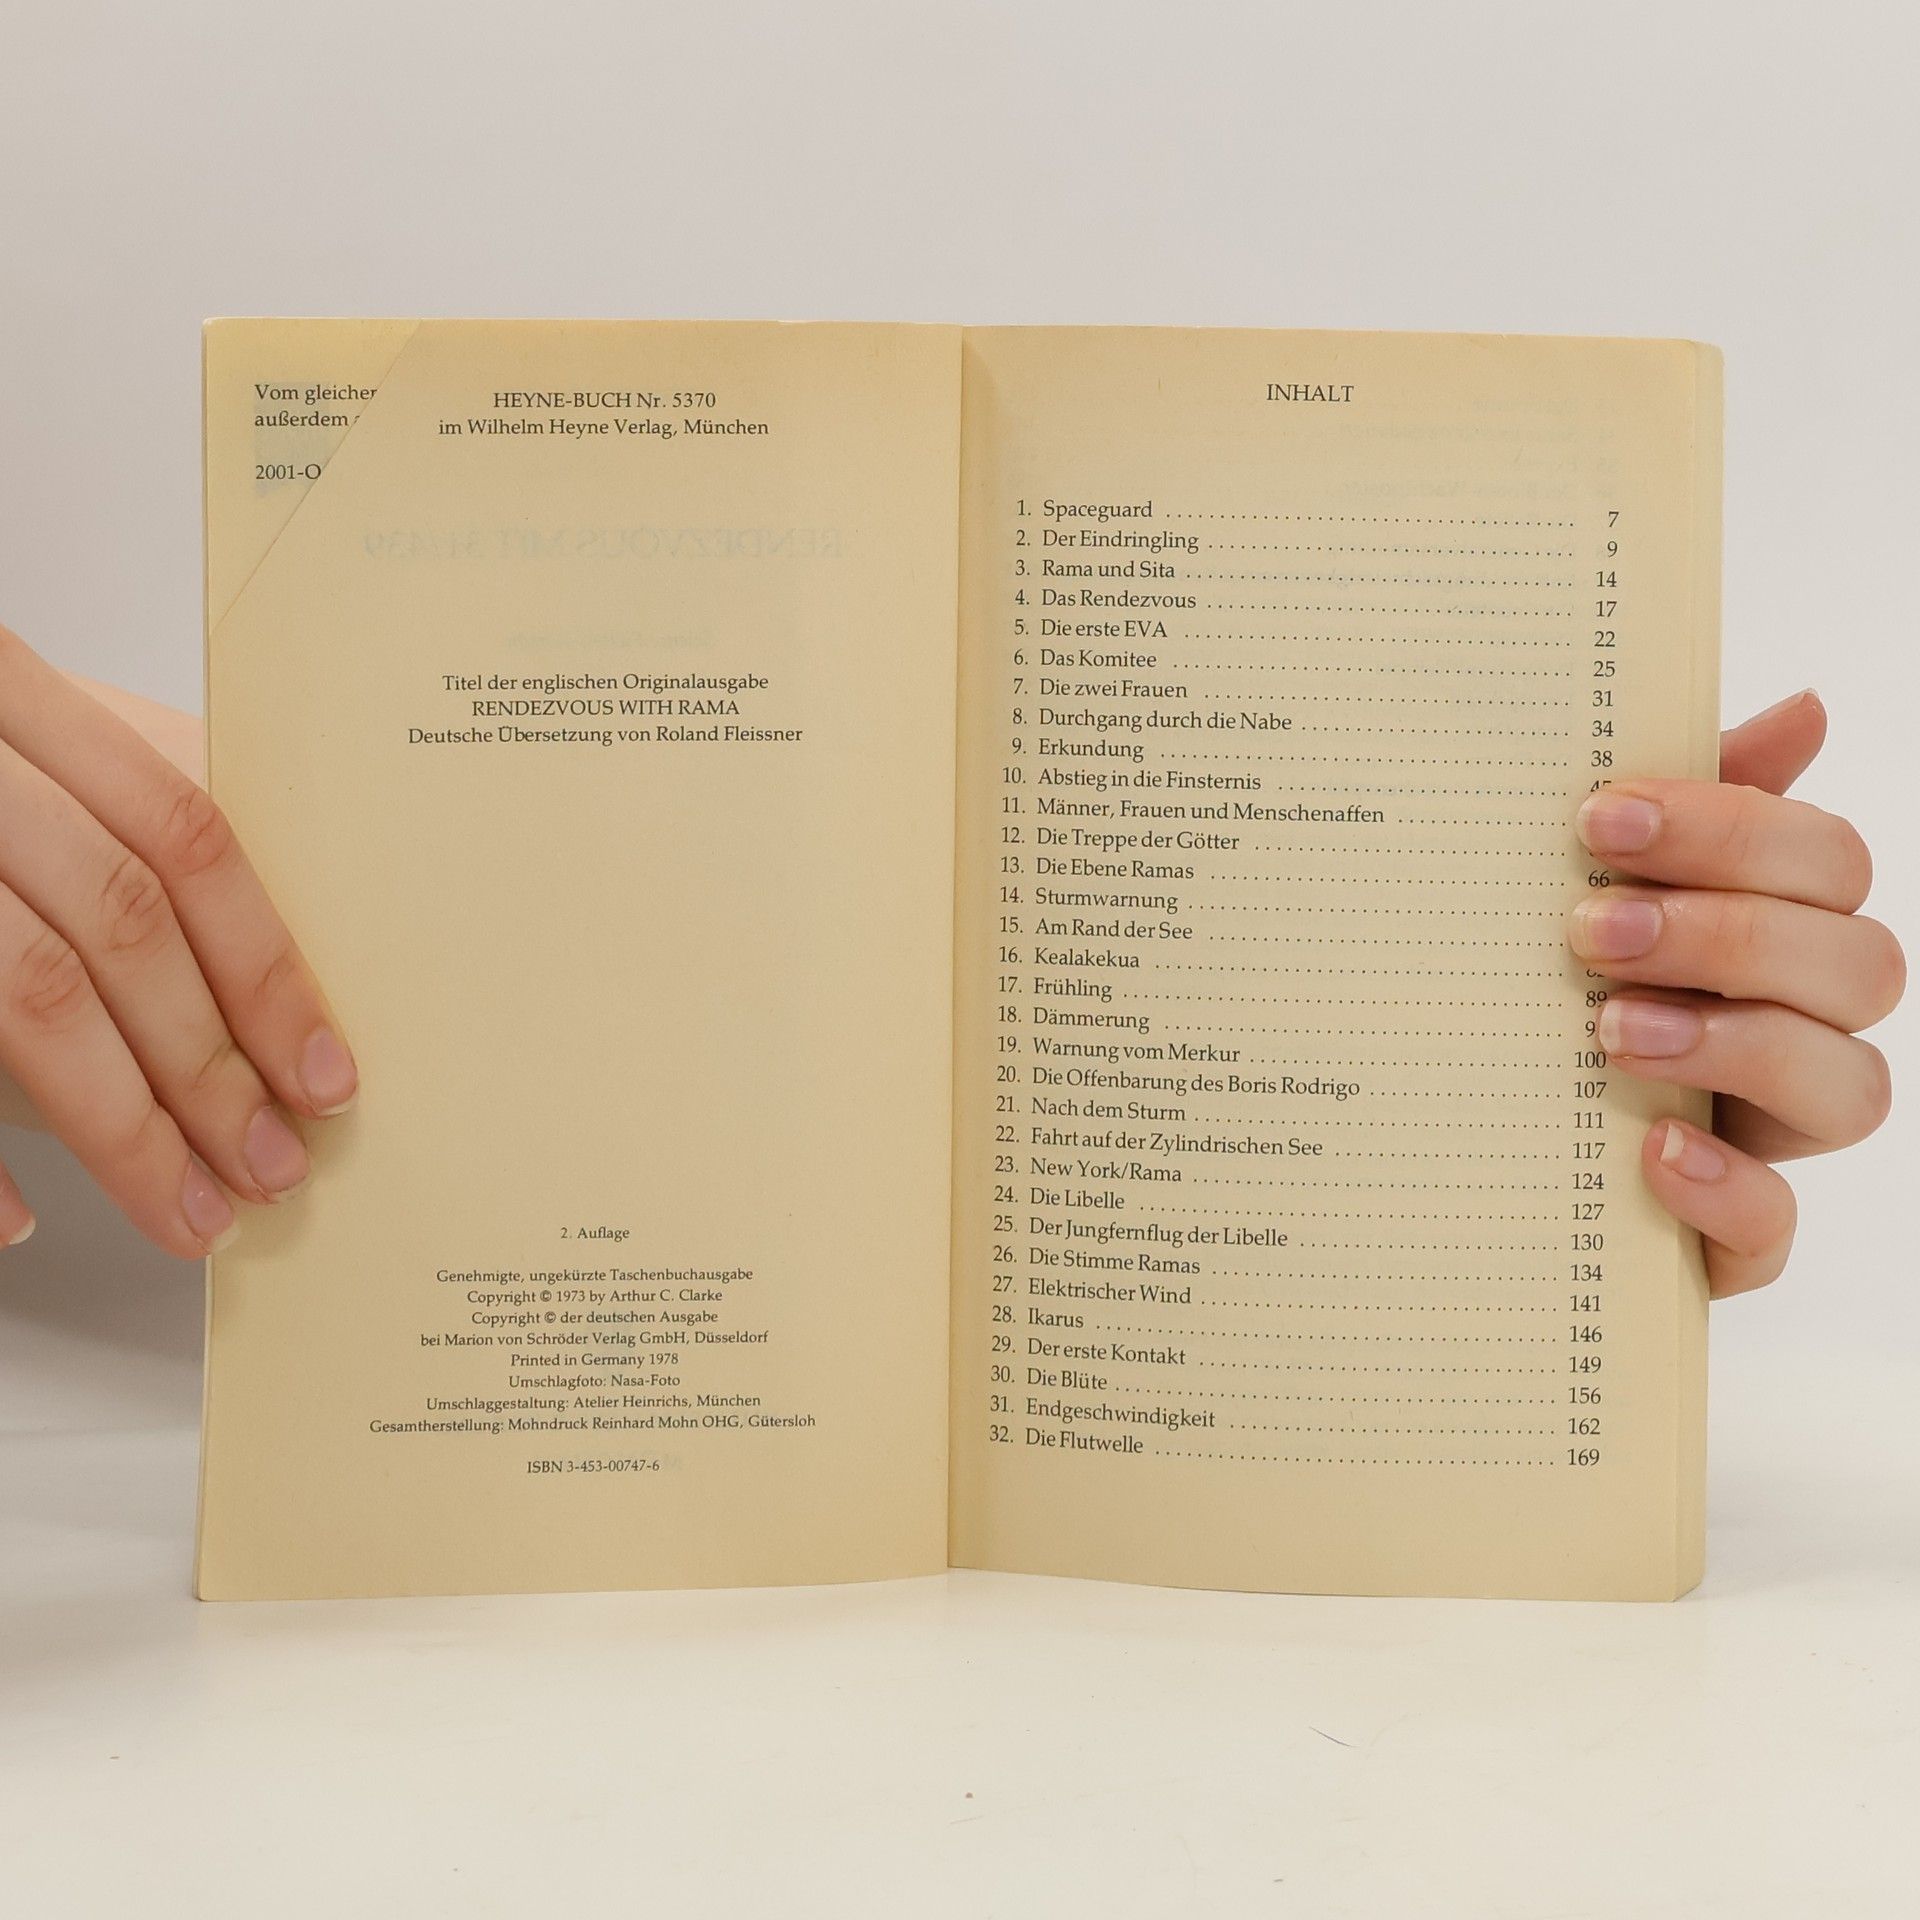 Vom gleichen
außerdem
2001-O
HEYNE-BUCH Nr. 5370
im Wilhelm Heyne Verlag, München
Titel der englischen Originalausgabe
RENDEZVOUS WITH RAMA
Deutsche Übersetzung von Roland Fleissner
2. Auflage
Genehmigte, ungekürzte Taschenbuchausgabe
Copyright © 1973 by Arthur C. Clarke
Copyright © der deutschen Ausgabe
bei Marion von Schröder Verlag GmbH, Düsseldorf
Printed in Germany 1978
Umschlagfoto: Nasa-Foto
Umschlaggestaltung: Atelier Heinrichs, München
Gesamtherstellung: Mohndruck Reinhard Mohn OHG, Gütersloh
ISBN 3-453-00747-6
INHALT
1. Spaceguard 7
2. Der Eindringling 9
3. Rama und Sita 14
4. Das Rendezvous 17
5. Die erste EVA 22
6. Das Komitee 25
7. Die zwei Frauen 31
8. Durchgang durch die Nabe 34
9. Erkundung 38
10. Abstieg in die Finsternis
11. Männer, Frauen und Menschenaffen
12. Die Treppe der Götter
13. Die Ebene Ramas 66
14. Sturmwarnung
15. Am Rand der See
16. Kealakekua
17. Frühling 89
18. Dämmerung 9
19. Warnung vom Merkur 100
20. Die Offenbarung des Boris Rodrigo 107
21. Nach dem Sturm 111
22. Fahrt auf der Zylindrischen See 117
23. New York/Rama 124
24. Die Libelle 127
25. Der Jungfernflug der Libelle 130
26. Die Stimme Ramas 134
27. Elektrischer Wind 141
28. Ikarus 146
29. Der erste Kontakt 149
30. Die Blüte 156
31. Endgeschwindigkeit 162
32. Die Flutwelle 169